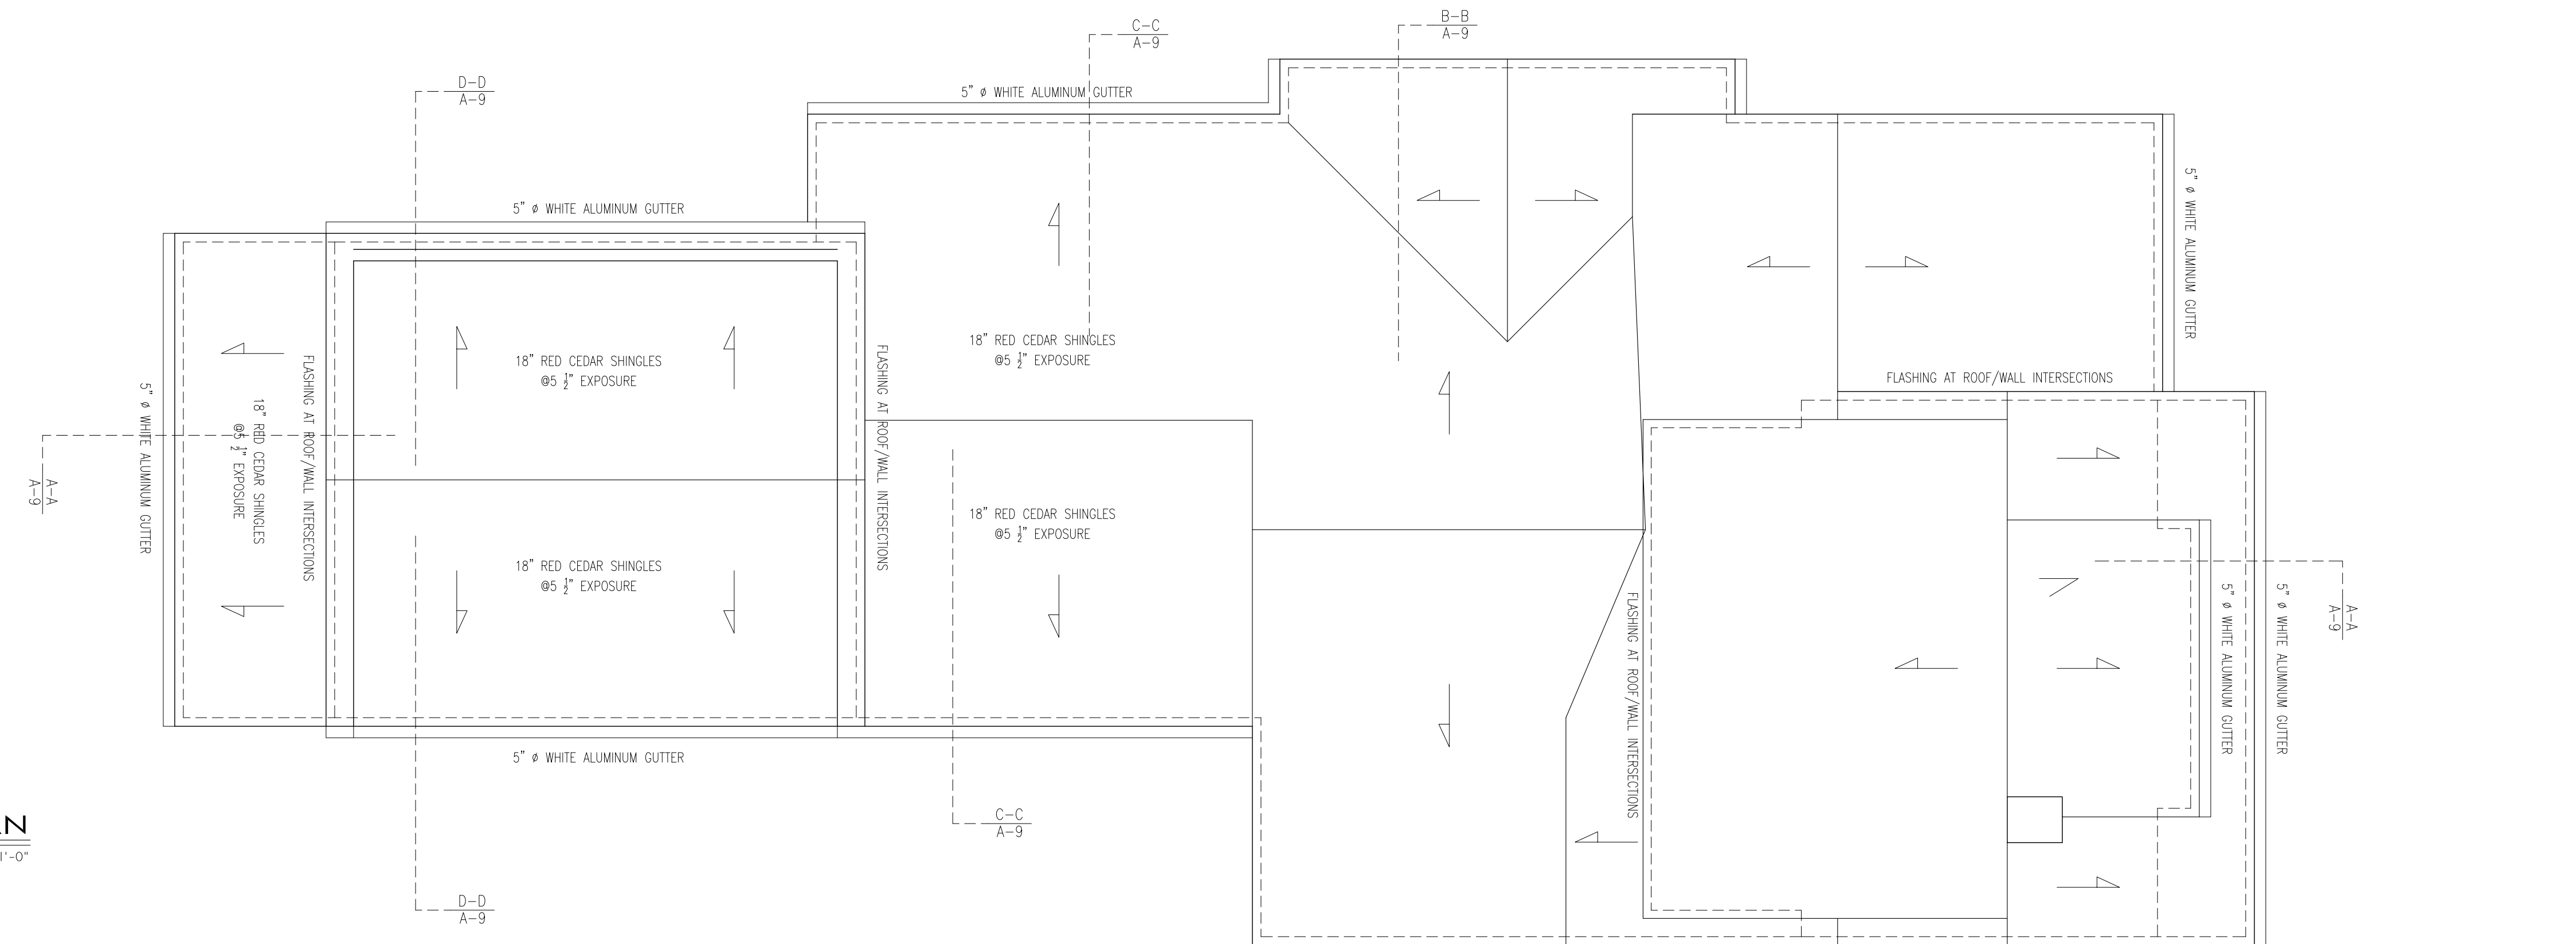 B-B
A-9
C-C
A-9
D-D
A-9
5" ø WHITE ALUMINUM GUTTER
5" ø WHITE ALUMINUM GUTTER
5" ø WHITE ALUMINUM GUTTER
18" RED CEDAR SHINGLES
@5 1/2" EXPOSURE
18" RED CEDAR SHINGLES
@5 1/2" EXPOSURE
FLASHING AT ROOF/WALL INTERSECTIONS
5" ø WHITE ALUMINUM GUTTER
18" RED CEDAR SHINGLES
@5 1/2" EXPOSURE
FLASHING AT ROOF/WALL INTERSECTIONS
FLASHING AT ROOF/WALL INTERSECTIONS
A-A
A-9
18" RED CEDAR SHINGLES
@5 1/2" EXPOSURE
18" RED CEDAR SHINGLES
@5 1/2" EXPOSURE
FLASHING AT ROOF/WALL INTERSECTIONS
5" ø WHITE ALUMINUM GUTTER
5" ø WHITE ALUMINUM GUTTER
A-A
A-9
5" ø WHITE ALUMINUM GUTTER
C-C
A-9
D-D
A-9
1'-0"